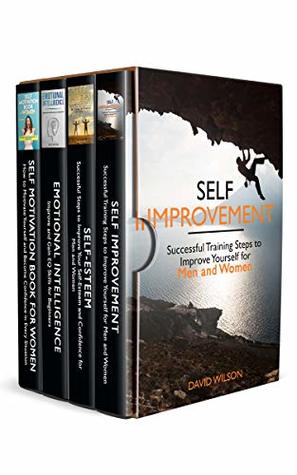 SELF MOTIVATION BOOK FOR WOMEN
How to Motivate Yourself and Become Confidence in Every Situation
EMOTIONAL INTELLIGENCE
Improve and Gain EQ Skills for Beginners
SELF-ESTEEM
Successful Steps to Improve Your Self-Esteem and Confidence for
Men and Women
SELF IMPROVEMENT
Successful Training Steps to Improve Yourself for Men and Women
SELF
IMPROVEMENT
Successful Training Steps to
Improve Yourself for
Men and Women
DAVID WILSON